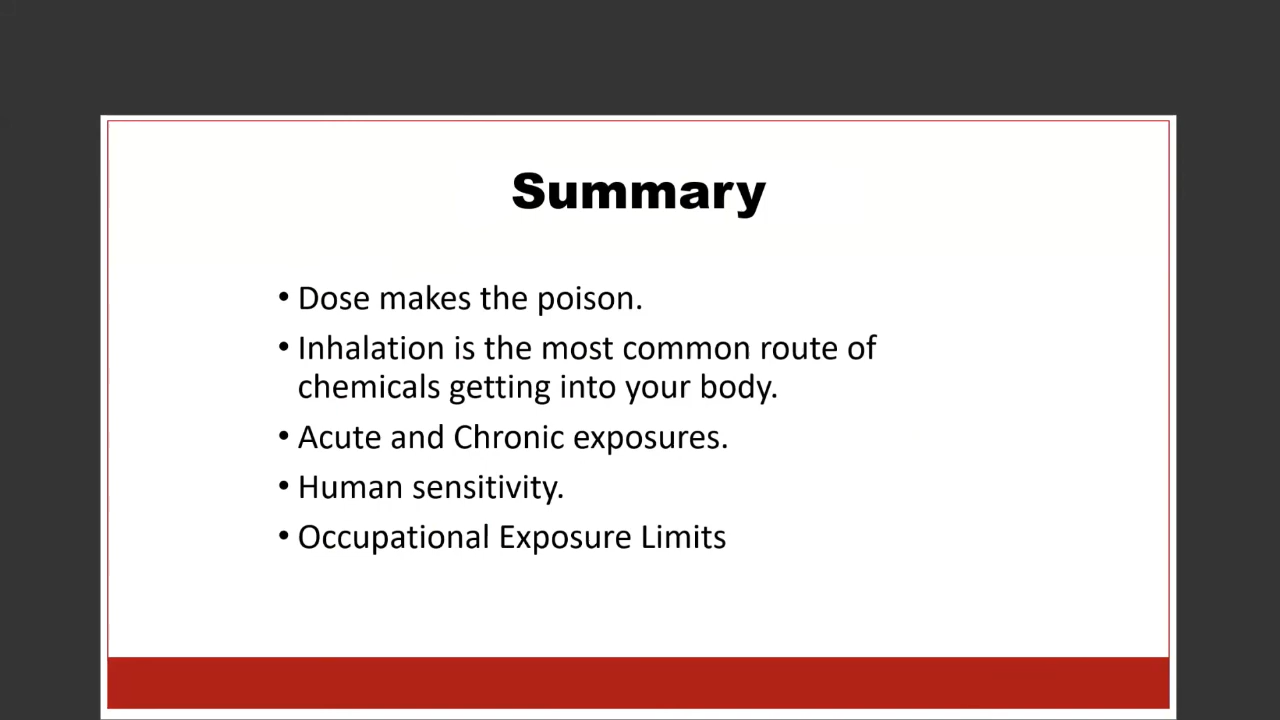 Summary
• Dose makes the poison.
• Inhalation is the most common route of
chemicals getting into your body.
• Acute and Chronic exposures.
• Human sensitivity.
• Occupational Exposure Limits